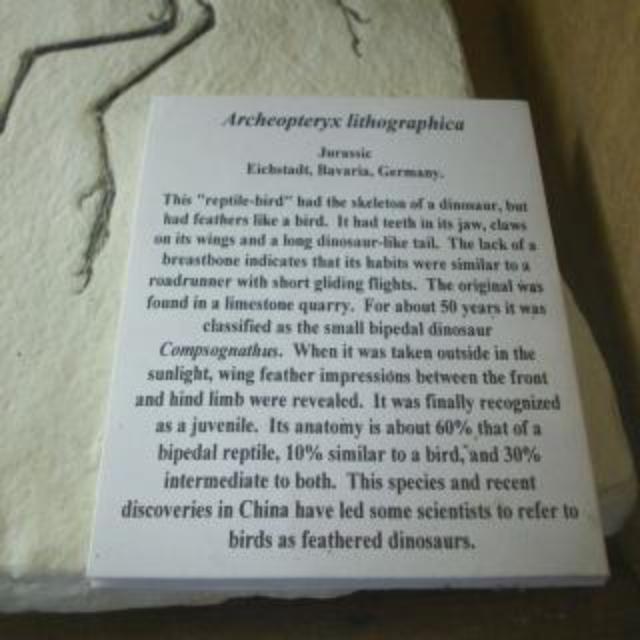 Archeopteryx lithographica
Jurassic
Eichstadt, Bavaria, Germany.
This "reptile-bird" had the skeleton of a dinosaur, but
had feathers like a bird. It had teeth in its jaw, claws
on its wings and a long dinosaur-like tail. The lack of a
breastbone indicates that its habits were similar to a
roadrunner with short gliding flights. The original was
found in a limestone quarry. For about 50 years it was
classified as the small bipedal dinosaur
Compsognathus. When it was taken outside in the
sunlight, wing feather impressions between the front
and hind limb were revealed. It was finally recognized
as a juvenile. Its anatomy is about 60% that of a
bipedal reptile, 10% similar to a bird, and 30%
intermediate to both. This species and recent
discoveries in China have led some scientists to refer to
birds as feathered dinosaurs.